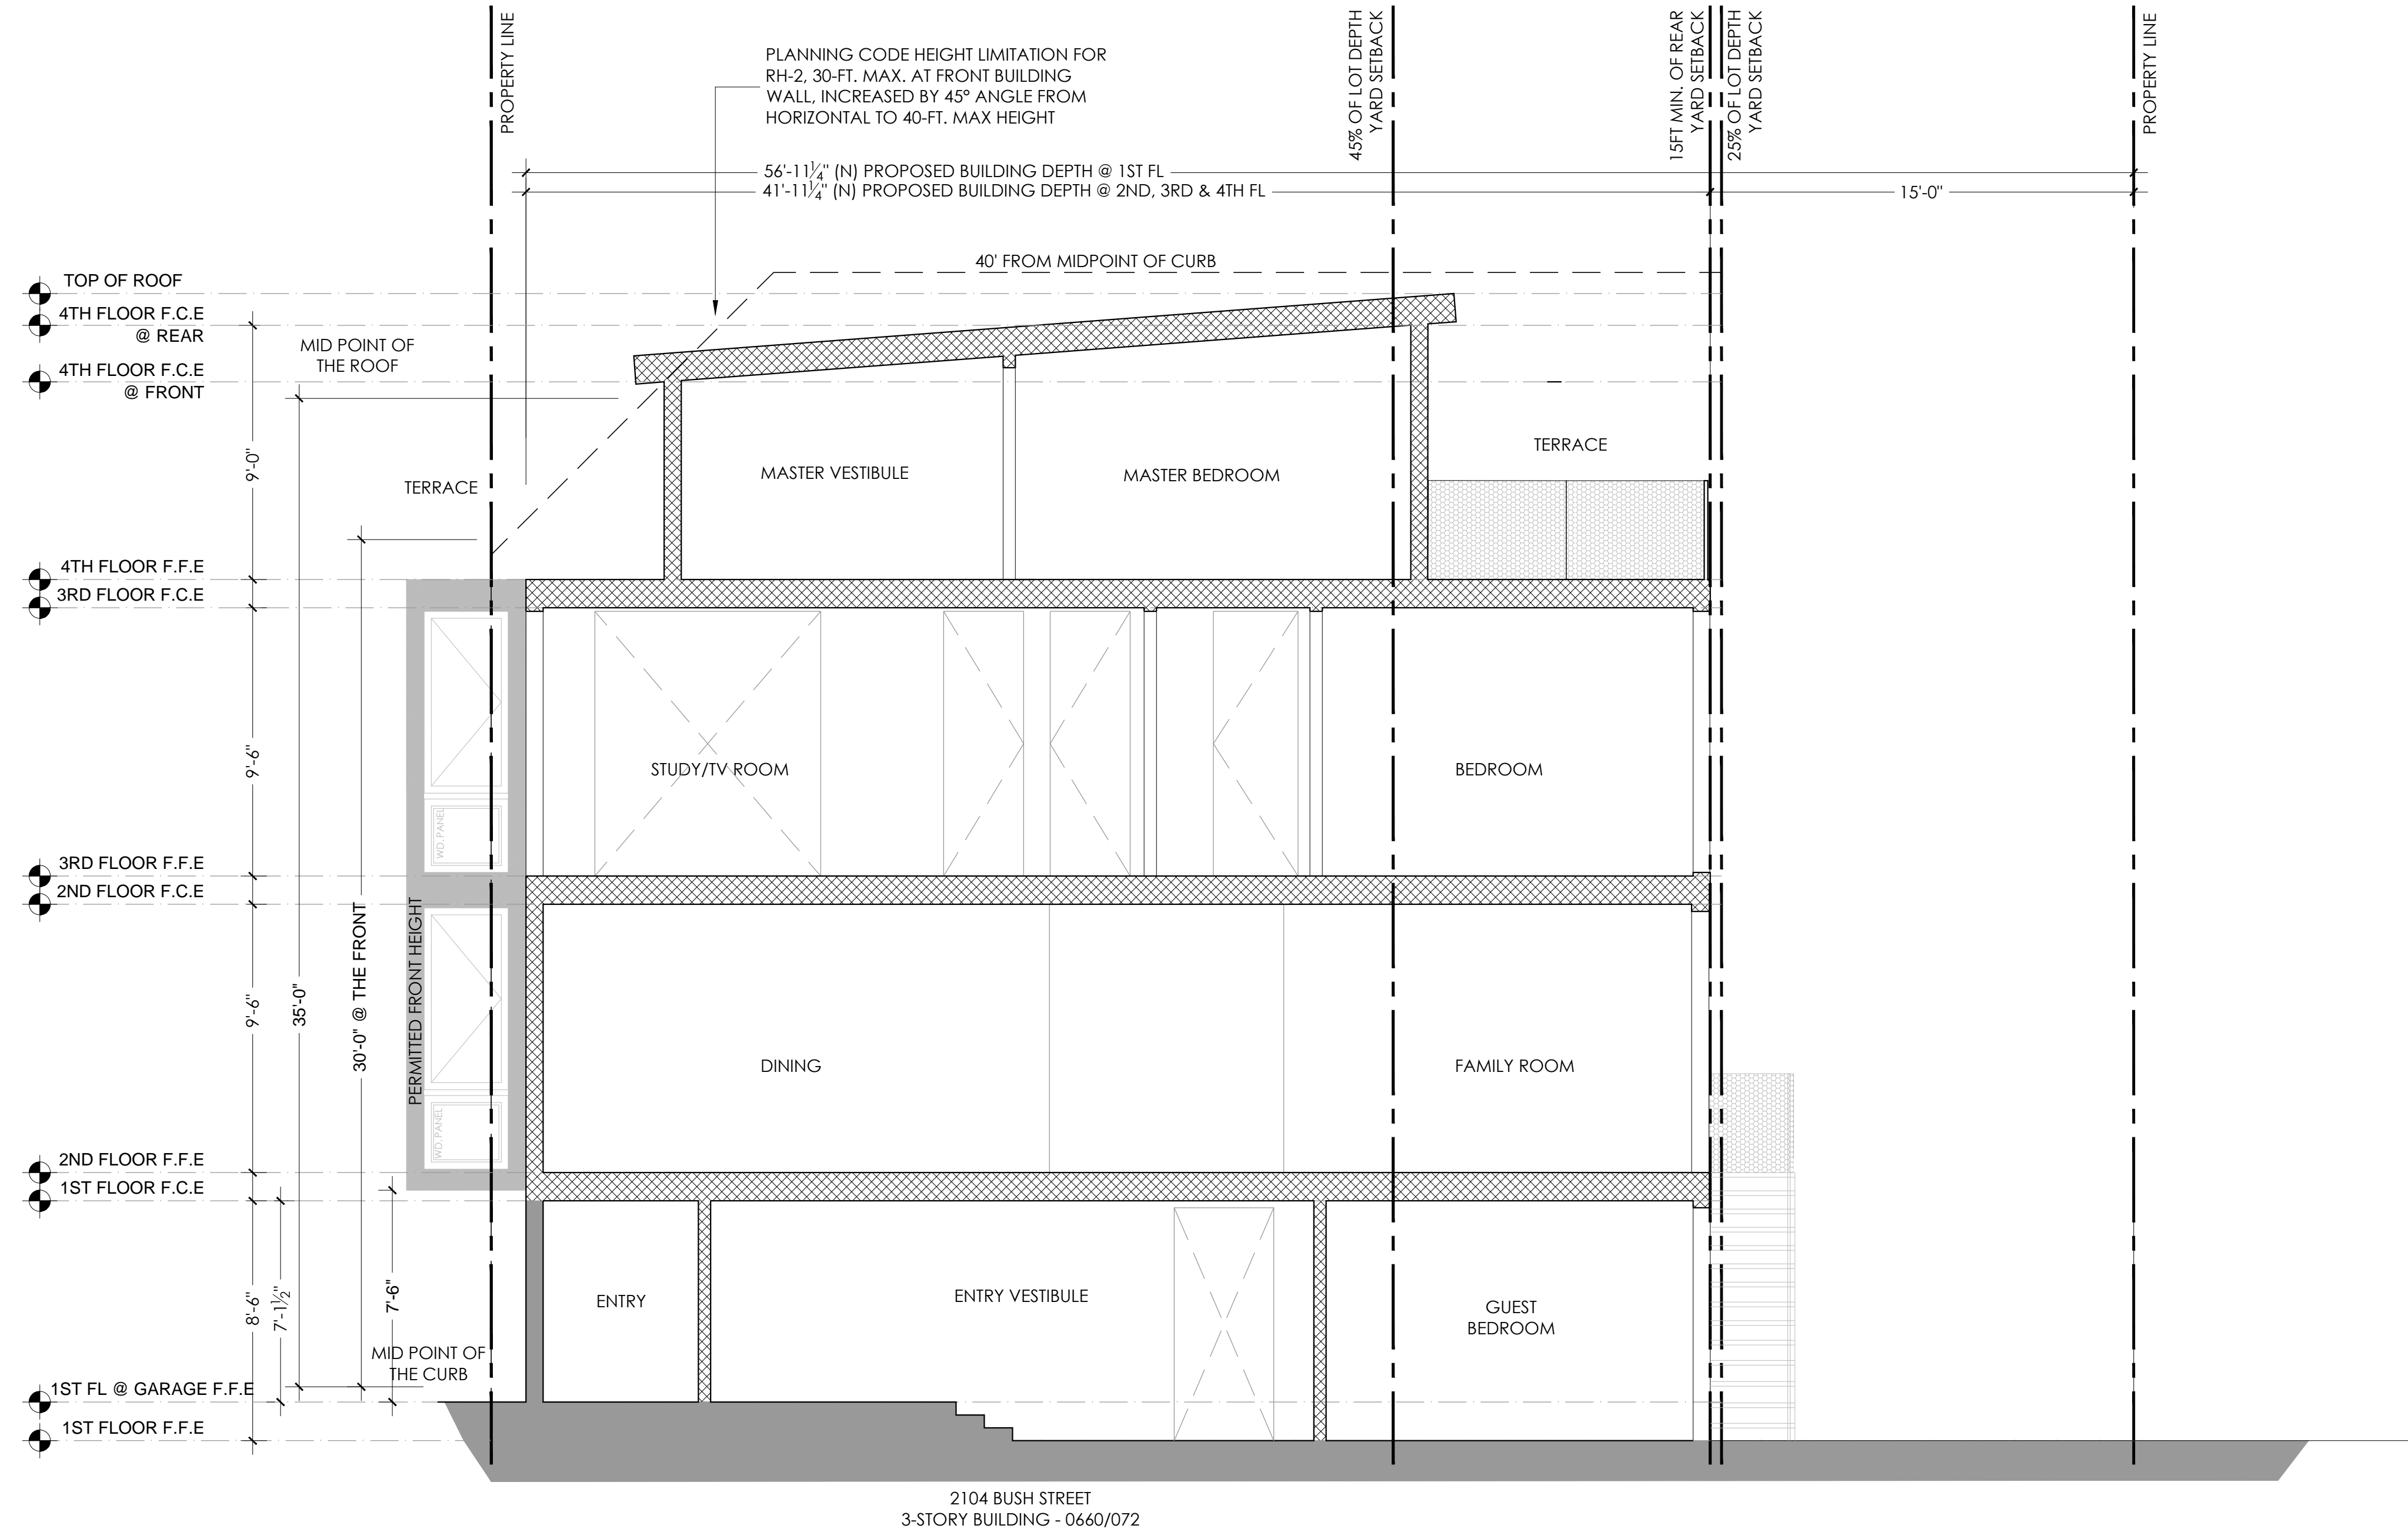 PROPERTY LINE
PLANNING CODE HEIGHT LIMITATION FOR
RH-2, 30-FT. MAX. AT FRONT BUILDING
WALL, INCREASED BY 45° ANGLE FROM
HORIZONTAL TO 40-FT. MAX HEIGHT
45% OF LOT DEPTH
YARD SETBACK
15FT MIN. OF REAR
YARD SETBACK
25% OF LOT DEPTH
YARD SETBACK
PROPERTY LINE
56'-11¼" (N) PROPOSED BUILDING DEPTH @ 1ST FL
41'-11¼" (N) PROPOSED BUILDING DEPTH @ 2ND, 3RD & 4TH FL
15'-0"
40' FROM MIDPOINT OF CURB
TOP OF ROOF
4TH FLOOR F.C.E
@ REAR
MID POINT OF
THE ROOF
4TH FLOOR F.C.E
@ FRONT
9'-0"
TERRACE
MASTER VESTIBULE
MASTER BEDROOM
TERRACE
4TH FLOOR F.F.E
3RD FLOOR F.C.E
9'-6"
STUDY/TV ROOM
BEDROOM
WD. PANEL
3RD FLOOR F.F.E
2ND FLOOR F.C.E
9'-6"
35'-0"
30'-0" @ THE FRONT
PERMITTED FRONT HEIGHT
DINING
FAMILY ROOM
WD. PANEL
2ND FLOOR F.F.E
1ST FLOOR F.C.E
8'-6"
7'-1½"
7'-6"
ENTRY
ENTRY VESTIBULE
GUEST
BEDROOM
MID POINT OF
THE CURB
1ST FL @ GARAGE F.F.E
1ST FLOOR F.F.E
2104 BUSH STREET
3-STORY BUILDING - 0660/072